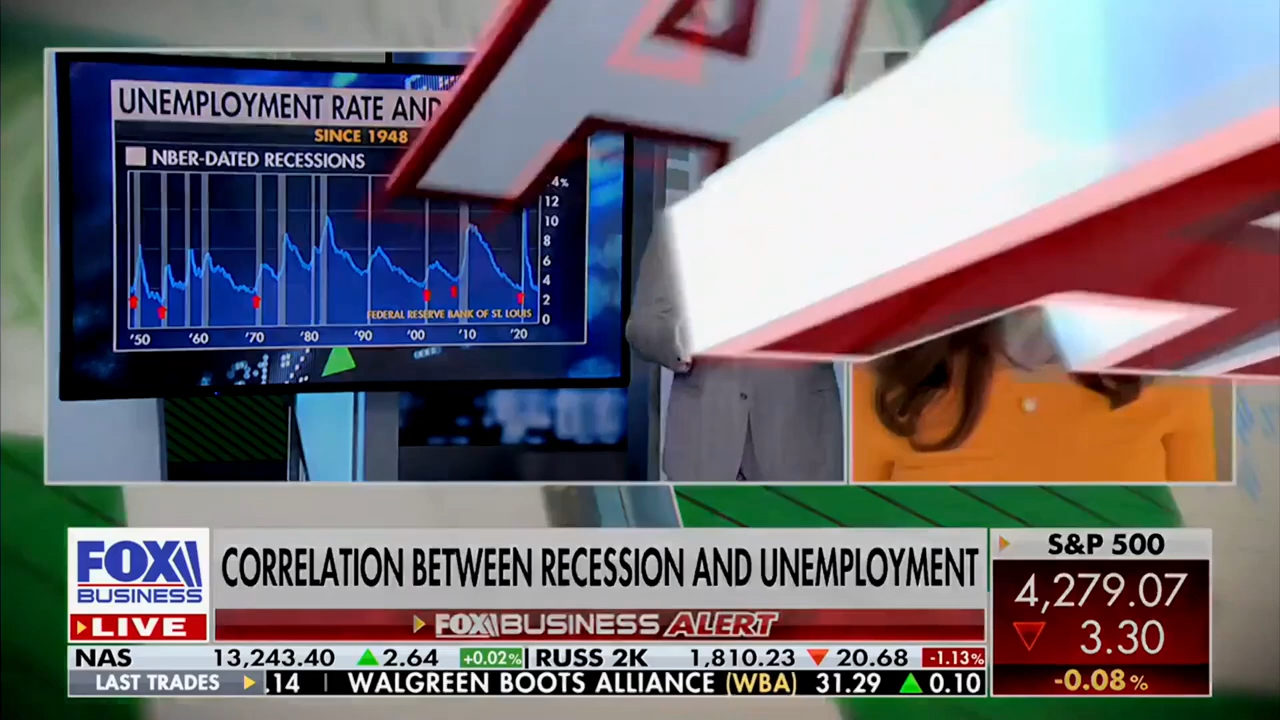 UNEMPLOYMENT RATE AND
SINCE 1948
NBER-DATED RECESSIONS
4%
12
10
8
6
4
2
0
FEDERAL RESERVE BANK OF ST. LOUIS
'50 '60 '70 '80 '90 '00 '10 '20
FOX BUSINESS
LIVE
CORRELATION BETWEEN RECESSION AND UNEMPLOYMENT
FOX BUSINESS ALERT
S&P 500
4,279.07
3.30
-0.08%
NAS 13,243.40 2.64 +0.02% RUSS 2K 1,810.23 20.68 -1.13%
LAST TRADES .14 | WALGREEN BOOTS ALLIANCE (WBA) 31.29 0.10